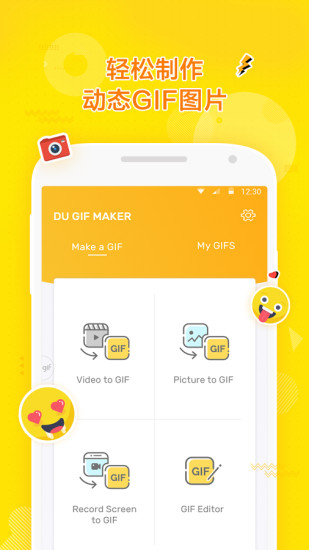 轻松制作
动态GIF图片
12:30
DU GIF MAKER
Make a GIF
My GIFS
GIF
GIF
Video to GIF
Picture to GIF
GIF
GIF
Record Screen
to GIF
GIF Editor